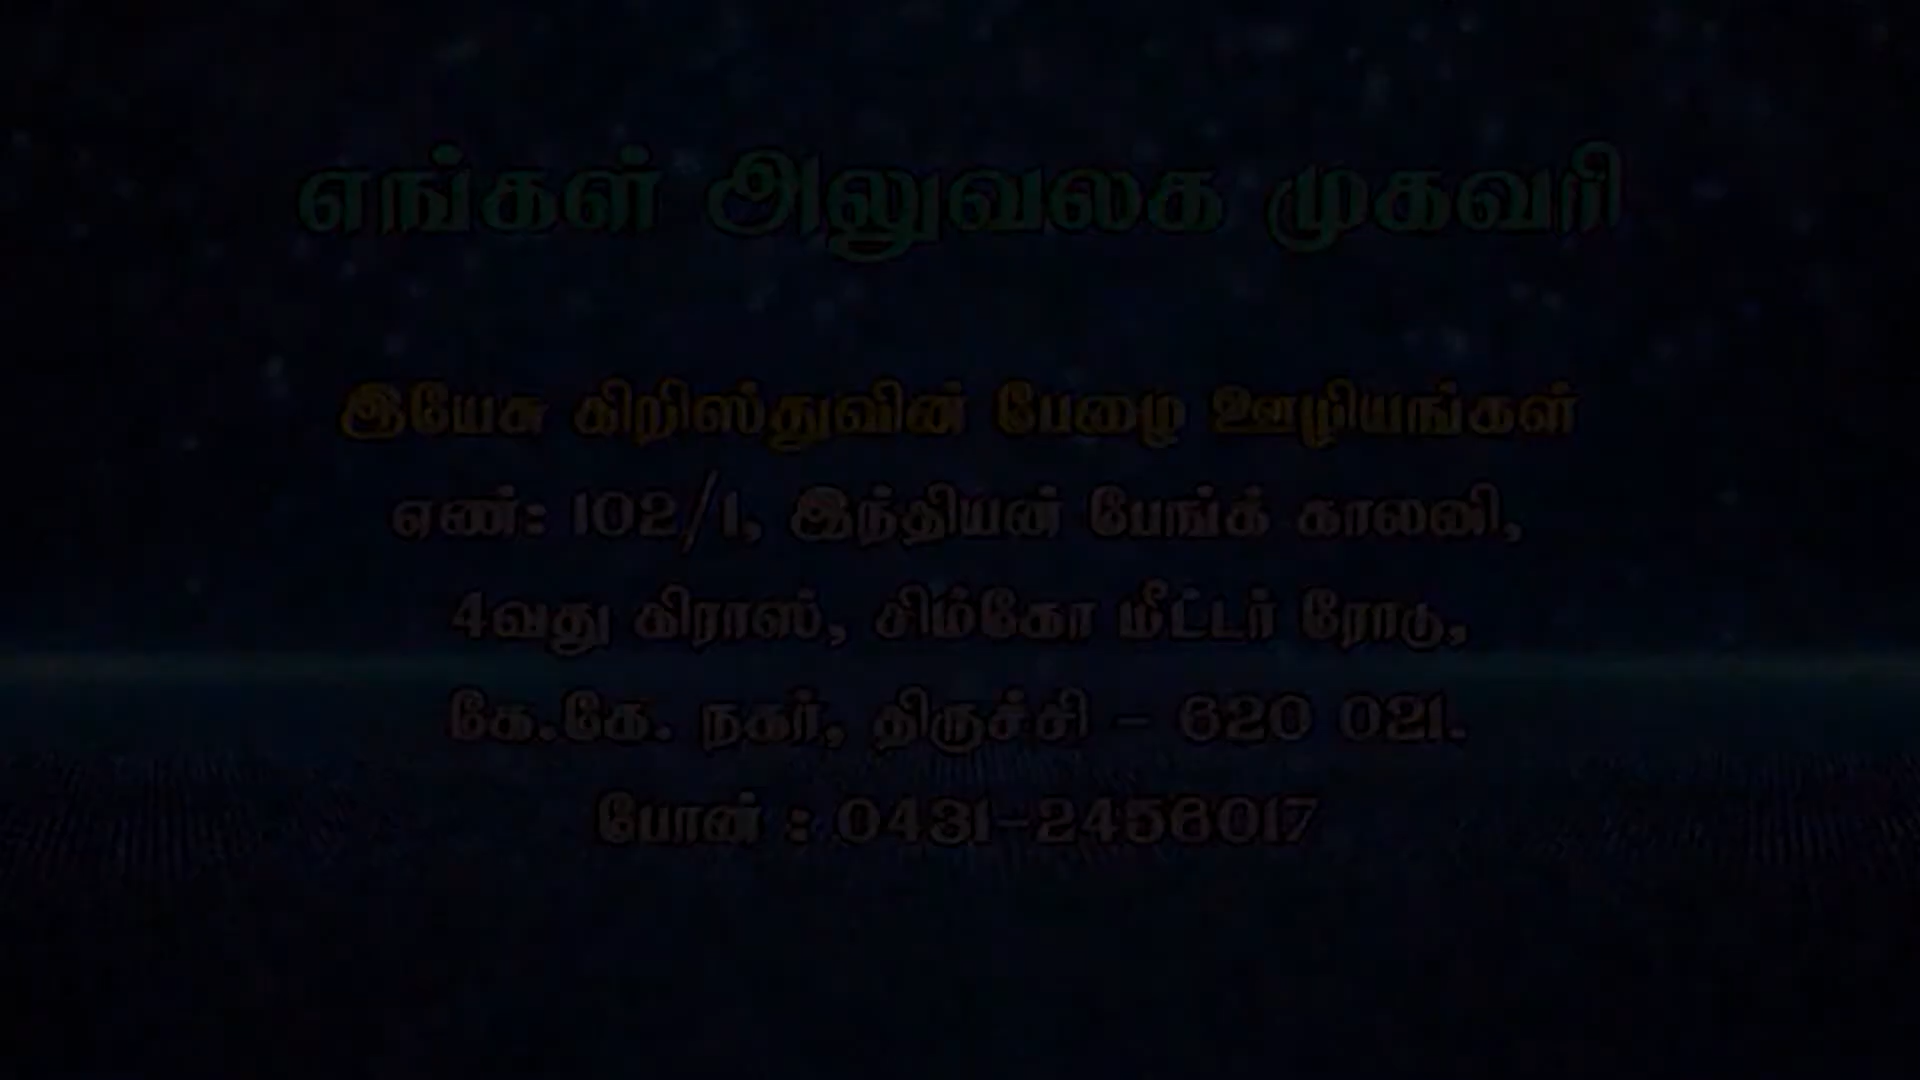 எங்கள் அலுவலக முகவரி
இயேசு கிறிஸ்துவின் பேழை ஊழியங்கள்
எண்: 102/1, இந்தியன் பேங்க் காலனி,
4வது கிராஸ், சிம்கோ மீட்டர் ரோடு,
கே.கே. நகர், திருச்சி – 620 021.
போன் : 0431-2458017